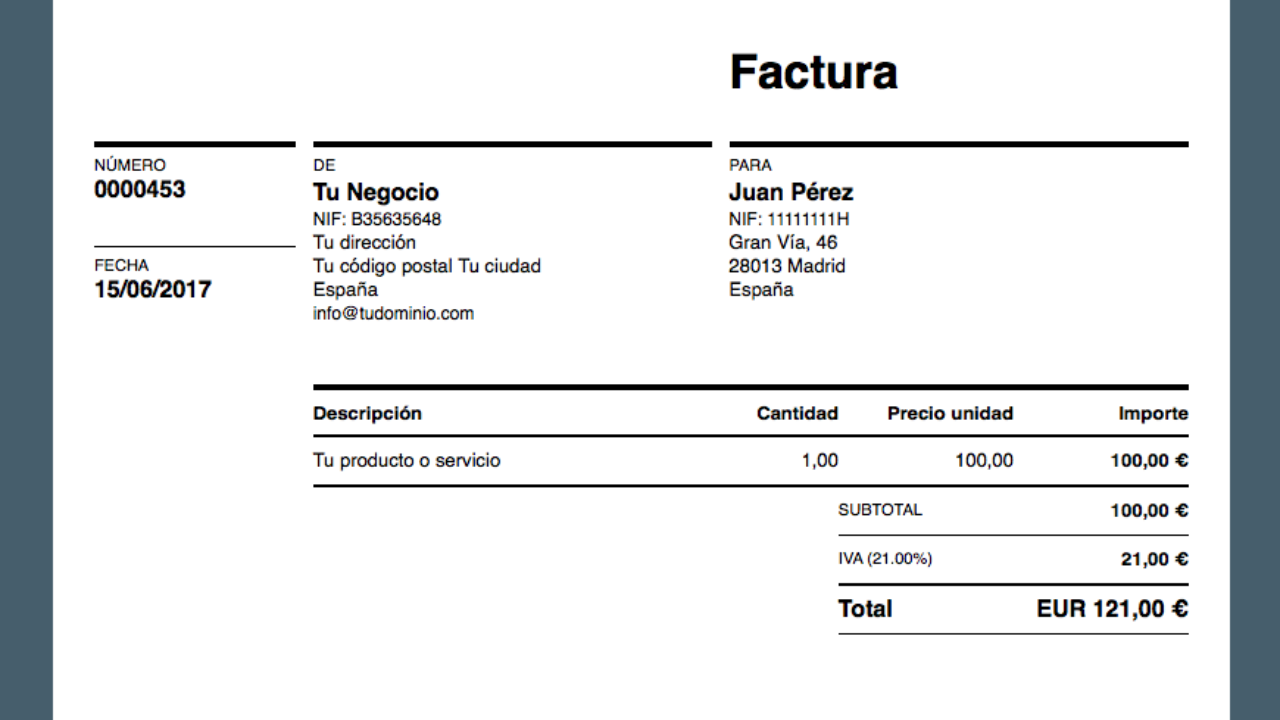 Factura
NÚMERO
0000453
FECHA
15/06/2017
DE
Tu Negocio
NIF: B35635648
Tu dirección
Tu código postal Tu ciudad
España
info@tudominio.com
PARA
Juan Pérez
NIF: 11111111H
Gran Vía, 46
28013 Madrid
España
Descripción Cantidad Precio unidad Importe
Tu producto o servicio 1,00 100,00 100,00 €
SUBTOTAL 100,00 €
IVA (21.00%) 21,00 €
Total EUR 121,00 €